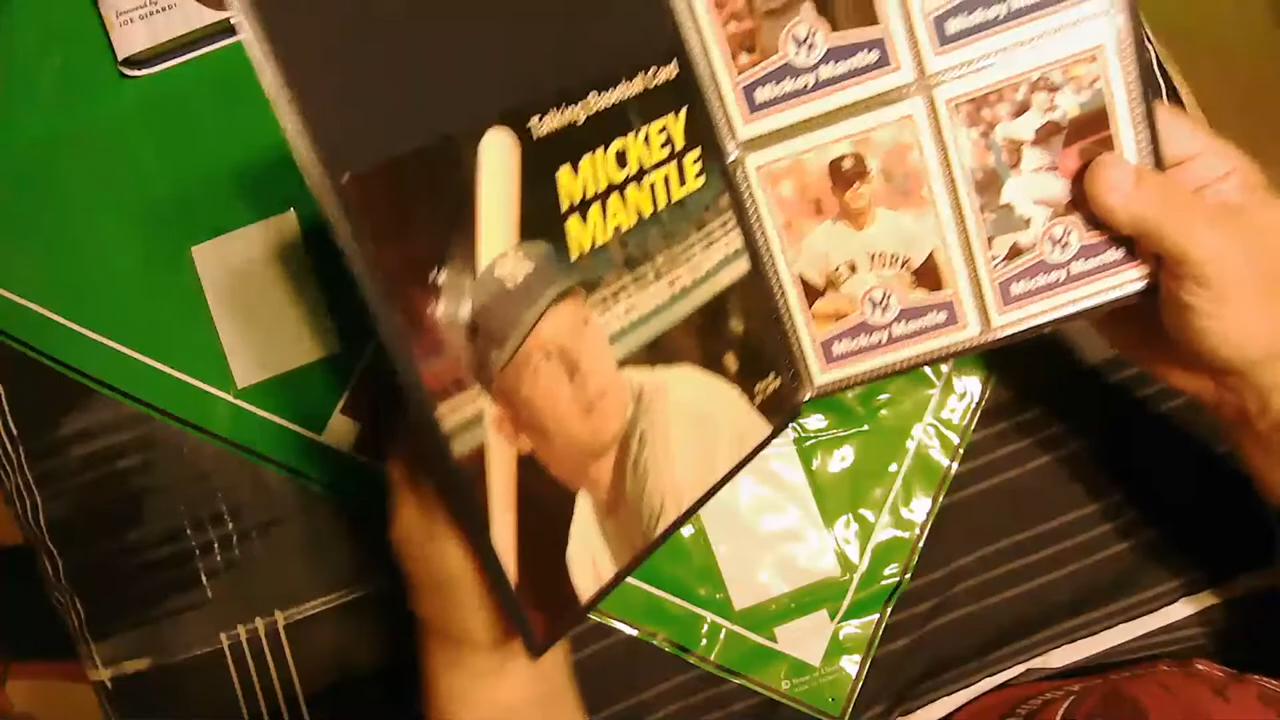 foreword by
JOE GIRARDI
Talking Baseball Card
MICKEY
MANTLE
Mickey Mantle
Mickey Mantle
NEW YORK
Mickey Mantle
Mickey Mantle